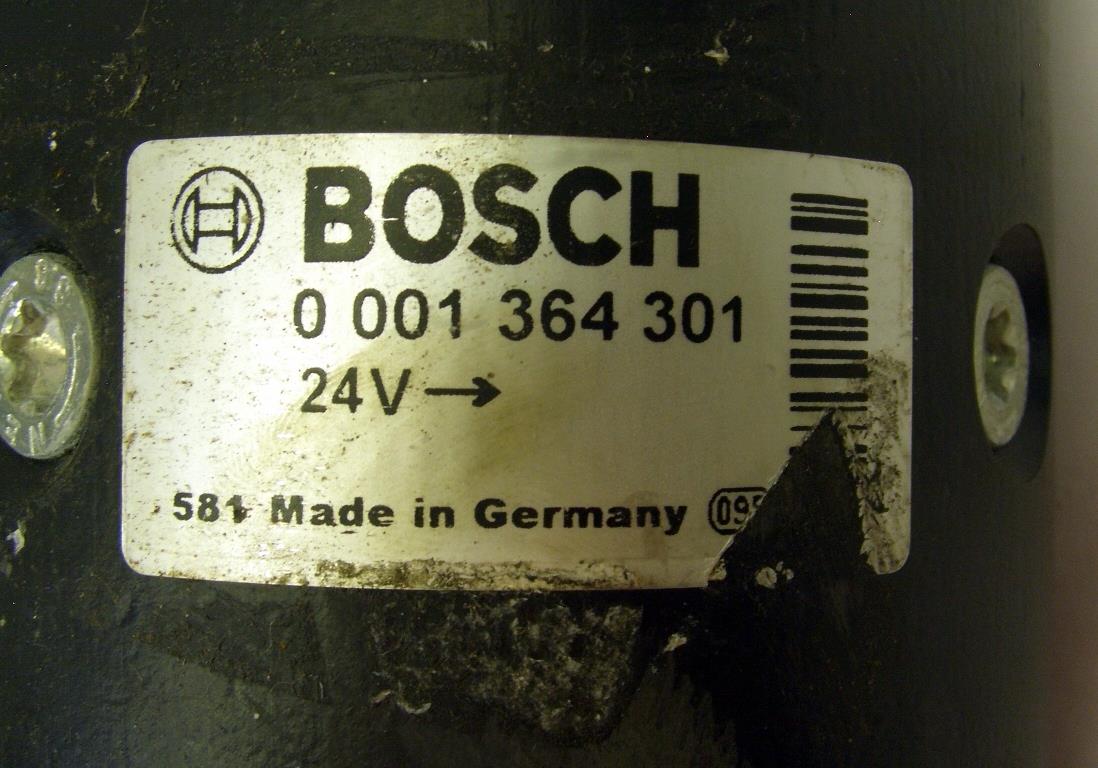 BOSCH
0 001 364 301
24V →
581 Made in Germany